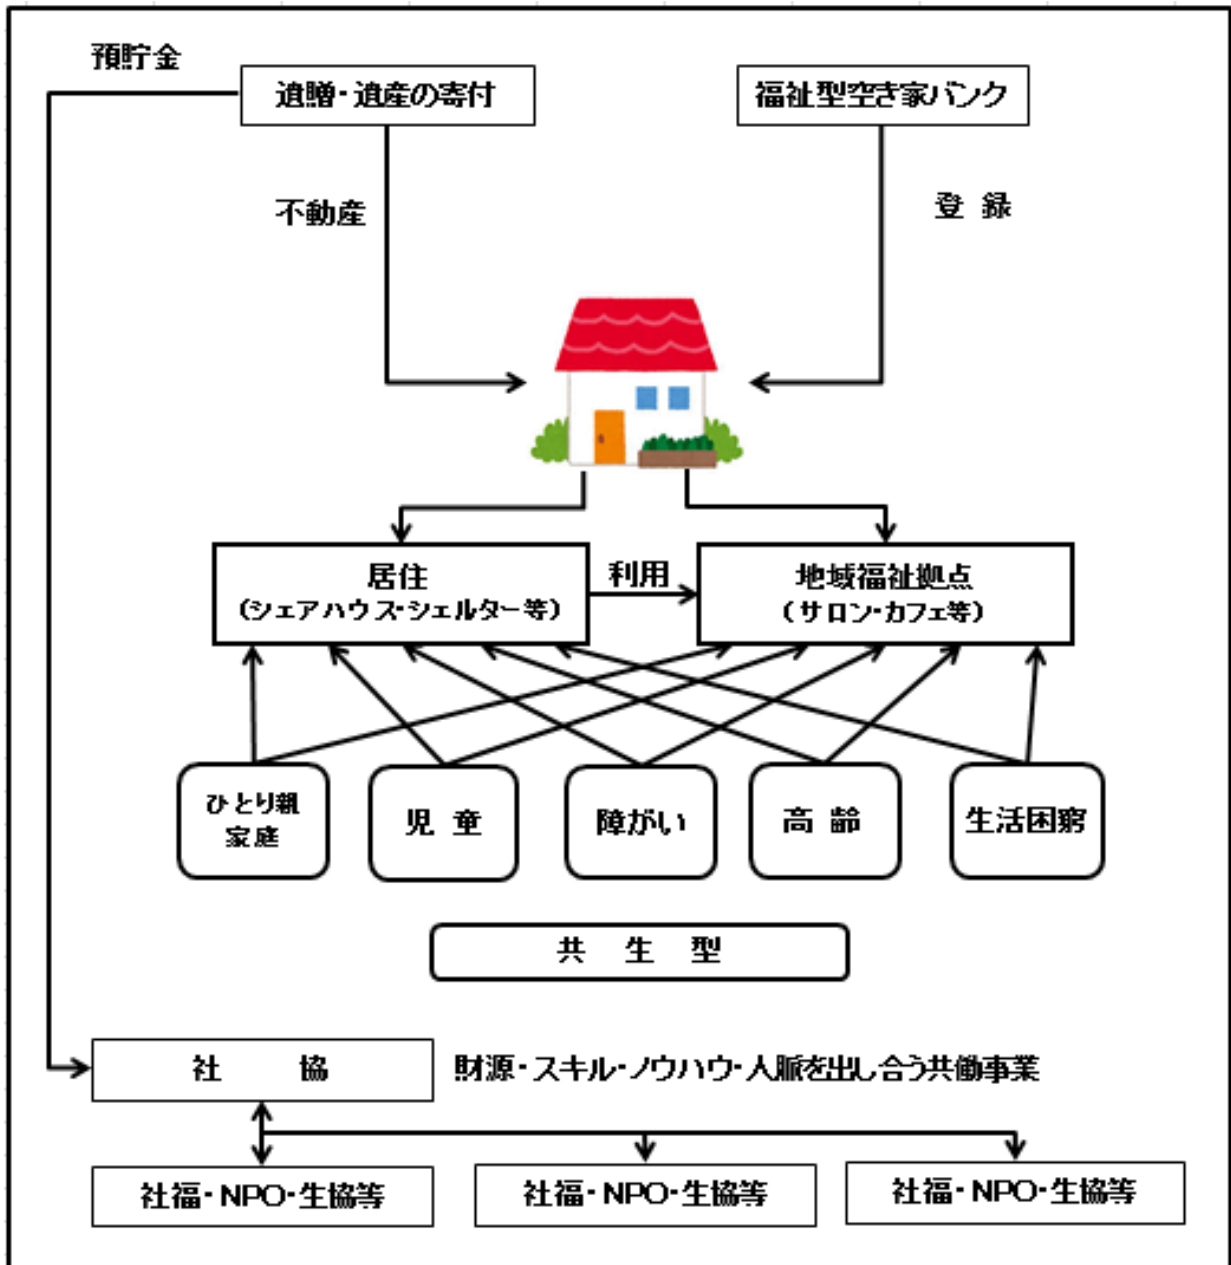 預貯金
遺贈・遺産の寄付
福祉型空き家バンク
不動産
登 録
居住
(シェアハウス・シェルター等)
利用
地域福祉拠点
(サロン・カフェ等)
ひとり親
家庭
児 童
障がい
高 齢
生活困窮
共 生 型
社 協
財源・スキル・ノウハウ・人脈を出し合う共働事業
社福・NPO・生協等
社福・NPO・生協等
社福・NPO・生協等